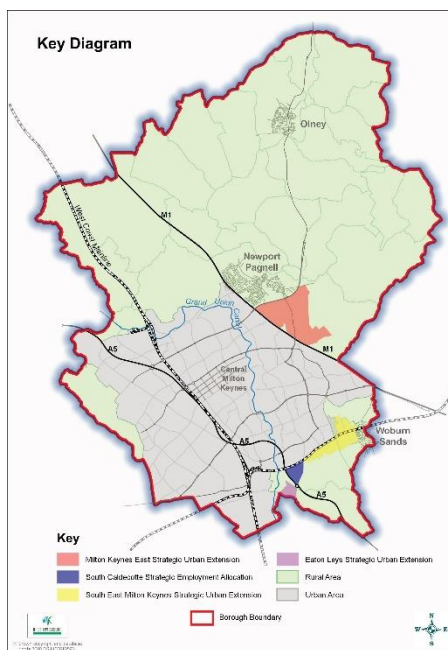 Key Diagram
Olney
M1
West Coast Mainline
Newport
Pagnell
Grand Union Canal
A5
Central
Milton
Keynes
M1
Woburn
Sands
A5
A5
Key
Milton Keynes East Strategic Urban Extension
South Caldecotte Strategic Employment Allocation
South East Milton Keynes Strategic Urban Extension
Eaton Leys Strategic Urban Extension
Rural Area
Urban Area
Borough Boundary
N